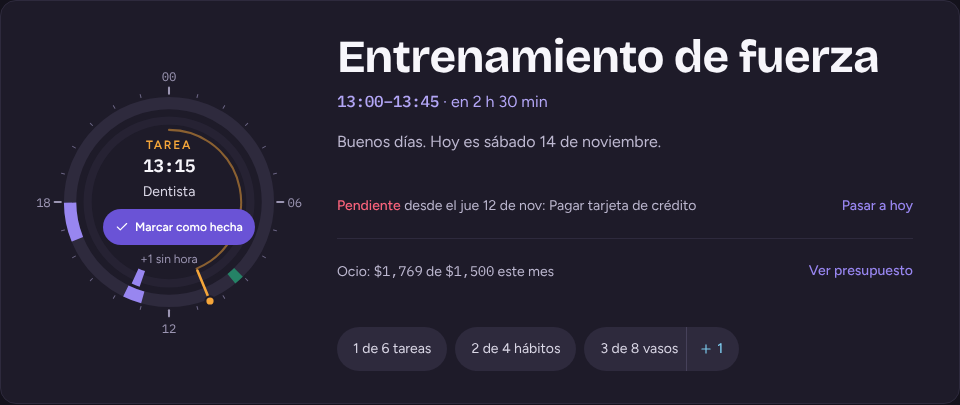 00
06
12
18
TAREA
13:15
Dentista
Marcar como hecha
+1 sin hora
Entrenamiento de fuerza
13:00–13:45 · en 2 h 30 min
Buenos días. Hoy es sábado 14 de noviembre.
Pendiente desde el jue 12 de nov: Pagar tarjeta de crédito
Pasar a hoy
Ocio: $1,769 de $1,500 este mes
Ver presupuesto
1 de 6 tareas
2 de 4 hábitos
3 de 8 vasos
+ 1